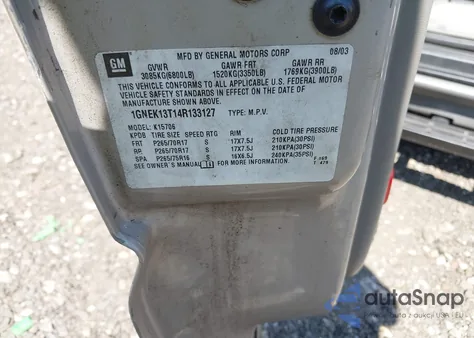 GM
MFD BY GENERAL MOTORS CORP 08/03
GVWR GAWR FRT GAWR RR
3085KG(6800LB) 1520KG(3350LB) 1769KG(3900LB)
THIS VEHICLE CONFORMS TO ALL APPLICABLE U.S. FEDERAL MOTOR
VEHICLE SAFETY STANDARDS IN EFFECT ON THE DATE OF
MANUFACTURE SHOWN ABOVE.
1GNEK13T14R133127 TYPE: M.P.V.
MODEL: K15706
KPDB TIRE SIZE SPEED RTG RIM COLD TIRE PRESSURE
FRT P265/70R17 S 17X7.5J 210KPA(30PSI)
RR P265/70R17 S 17X7.5J 210KPA(30PSI)
SPA P265/75R16 S 16X6.5J 240KPA(35PSI)
SEE OWNER'S MANUAL FOR MORE INFORMATION.
autoSnap